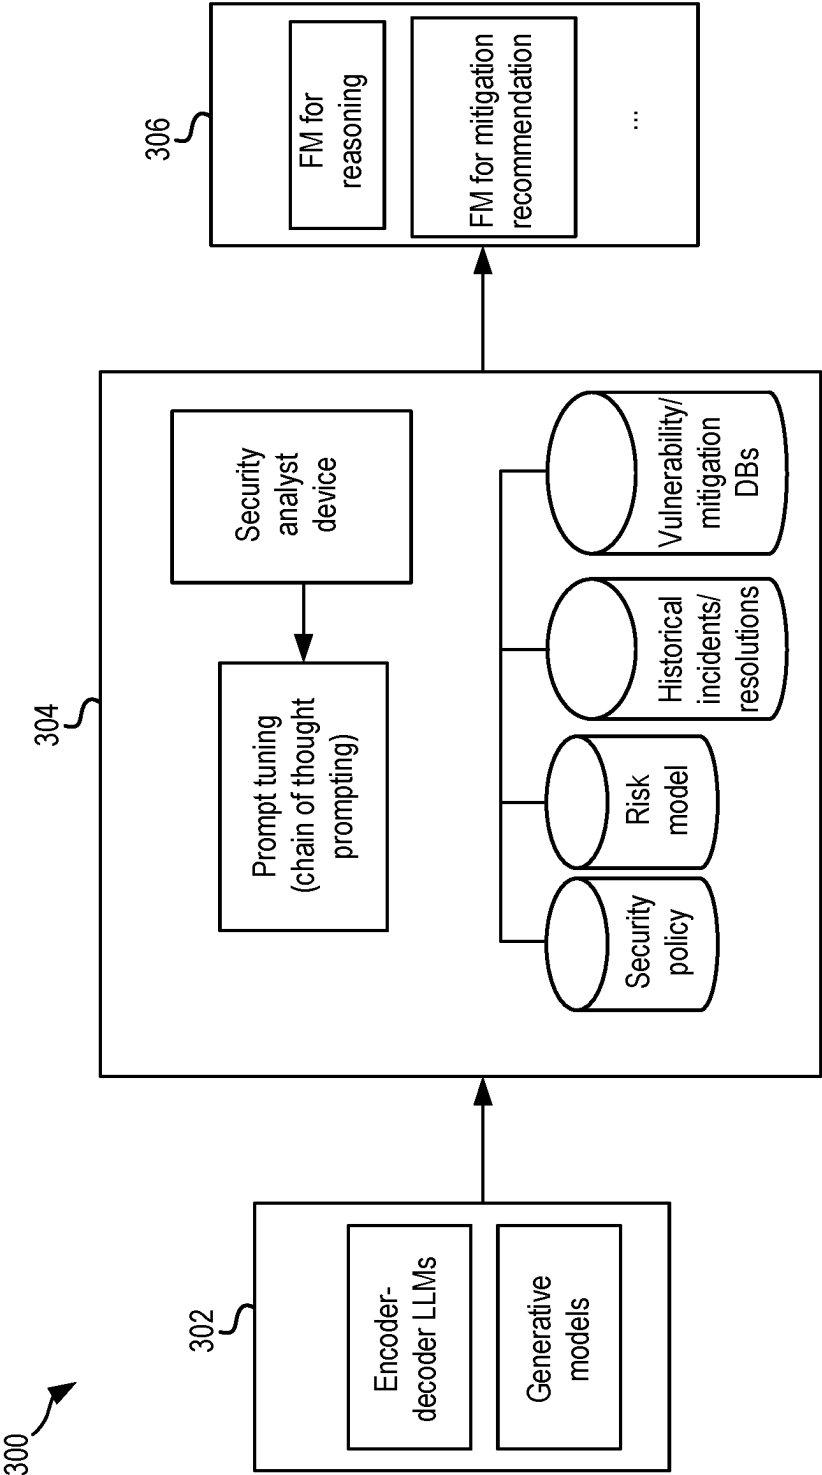 300
302
Encoder-
decoder LLMs
Generative
models
304
Prompt tuning
(chain of thought
prompting)
Security
analyst
device
Security
policy
Risk
model
Historical
incidents/
resolutions
Vulnerability/
mitigation
DBs
306
FM for
reasoning
FM for mitigation
recommendation
...